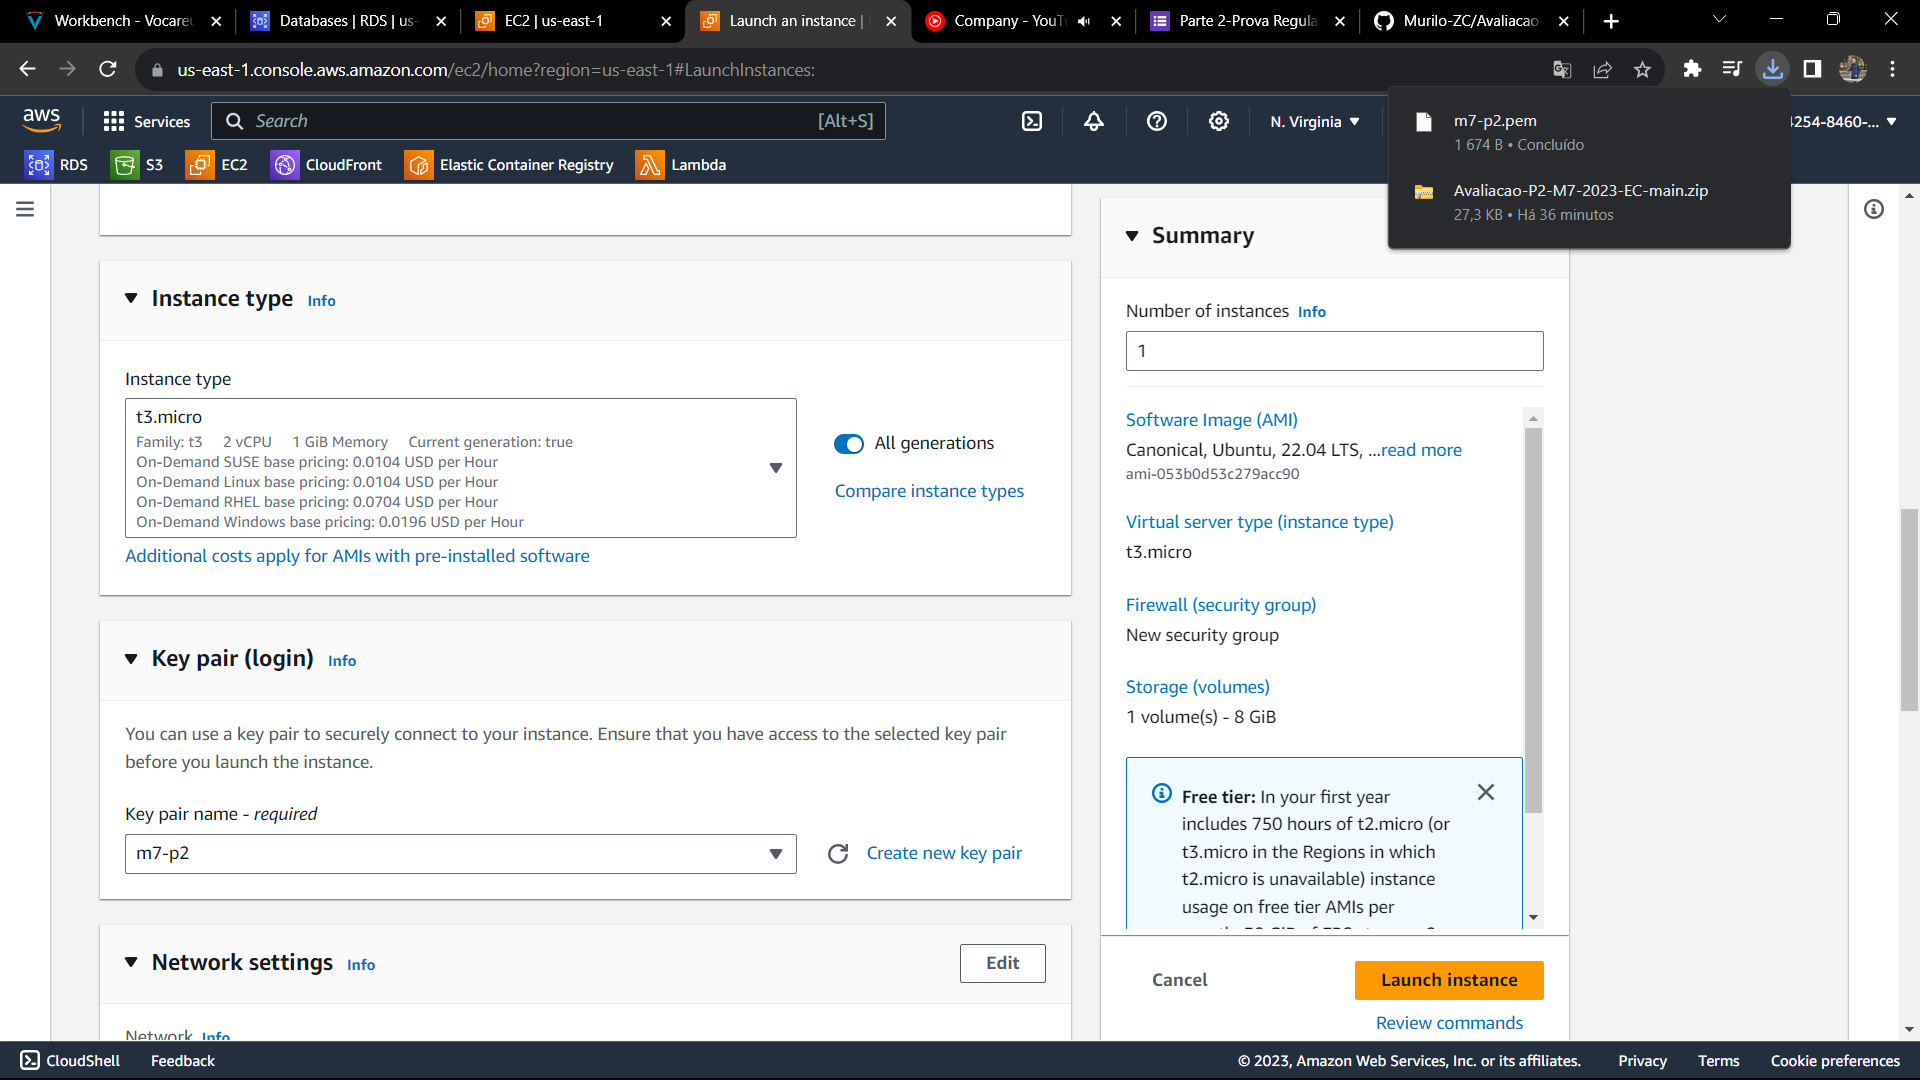 Workbench - Vocare
Databases | RDS | us-
EC2 | us-east-1
Launch an instance |
Company - YouTu
Parte 2-Prova Regula
Murilo-ZC/Avaliacao-
us-east-1.console.aws.amazon.com/ec2/home?region=us-east-1#LaunchInstances:
aws
Services
Search
[Alt+S]
N. Virginia
254-8460-...
RDS
S3
EC2
CloudFront
Elastic Container Registry
Lambda
m7-p2.pem
1 674 B • Concluído
Avaliacao-P2-M7-2023-EC-main.zip
27,3 KB • Há 36 minutos
Instance type Info
Instance type
t3.micro
Family: t3 2 vCPU 1 GiB Memory Current generation: true
On-Demand SUSE base pricing: 0.0104 USD per Hour
On-Demand Linux base pricing: 0.0104 USD per Hour
On-Demand RHEL base pricing: 0.0704 USD per Hour
On-Demand Windows base pricing: 0.0196 USD per Hour
All generations
Compare instance types
Additional costs apply for AMIs with pre-installed software
Key pair (login) Info
You can use a key pair to securely connect to your instance. Ensure that you have access to the selected key pair
before you launch the instance.
Key pair name - required
m7-p2
Create new key pair
Network settings Info
Edit
Network Info
Summary
Number of instances Info
1
Software Image (AMI)
Canonical, Ubuntu, 22.04 LTS, ...read more
ami-053b0d53c279acc90
Virtual server type (instance type)
t3.micro
Firewall (security group)
New security group
Storage (volumes)
1 volume(s) - 8 GiB
Free tier: In your first year
includes 750 hours of t2.micro (or
t3.micro in the Regions in which
t2.micro is unavailable) instance
usage on free tier AMIs per
Cancel
Launch instance
Review commands
CloudShell
Feedback
© 2023, Amazon Web Services, Inc. or its affiliates.
Privacy
Terms
Cookie preferences